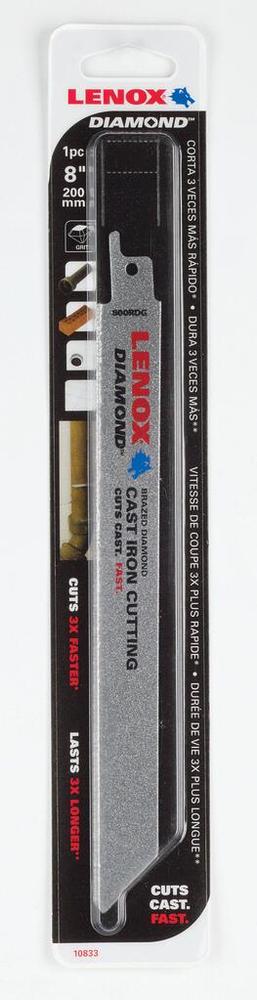 LENOX
DIAMOND™
1pc
8"
200
mm
GRIT
CORTA 3 VECES MÁS RÁPIDO* • DURA 3 VECES MÁS**
VITESSE DE COUPE 3X PLUS RAPIDE* • DURÉE DE VIE 3X PLUS LONGUE**
800RDG
LENOX
DIAMOND™
BRAZED DIAMOND
CAST IRON CUTTING
CUTS CAST. FAST.
CUTS 3X FASTER*
LASTS 3X LONGER**
CUTS
CAST.
FAST.
10833